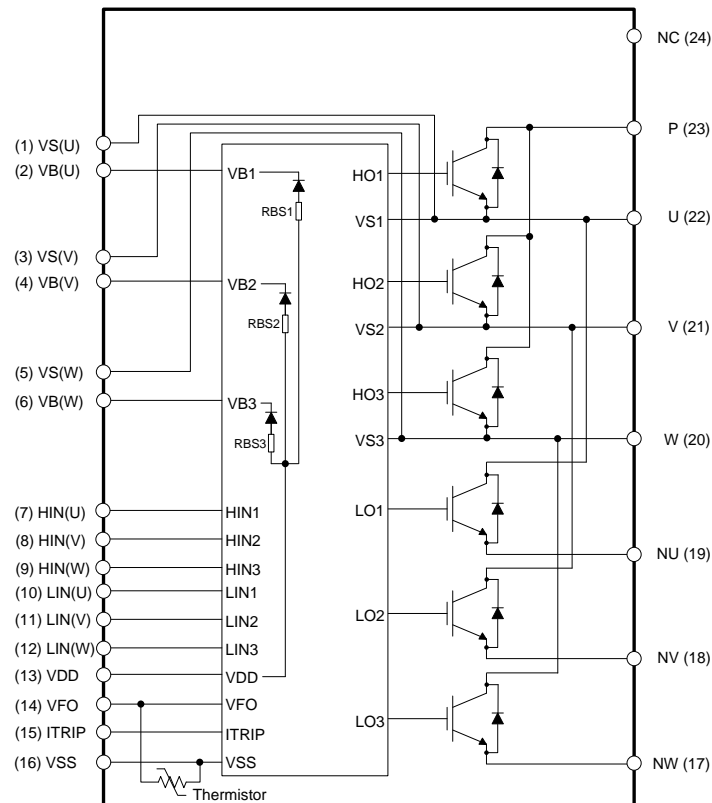 NC (24)
P (23)
U (22)
V (21)
W (20)
NU (19)
NV (18)
NW (17)
(1) VS(U)
(2) VB(U)
(3) VS(V)
(4) VB(V)
(5) VS(W)
(6) VB(W)
(7) HIN(U)
(8) HIN(V)
(9) HIN(W)
(10) LIN(U)
(11) LIN(V)
(12) LIN(W)
(13) VDD
(14) VFO
(15) ITRIP
(16) VSS
VB1
RBS1
VB2
RBS2
VB3
RBS3
HIN1
HIN2
HIN3
LIN1
LIN2
LIN3
VDD
VFO
ITRIP
VSS
HO1
VS1
HO2
VS2
HO3
VS3
LO1
LO2
LO3
Thermistor